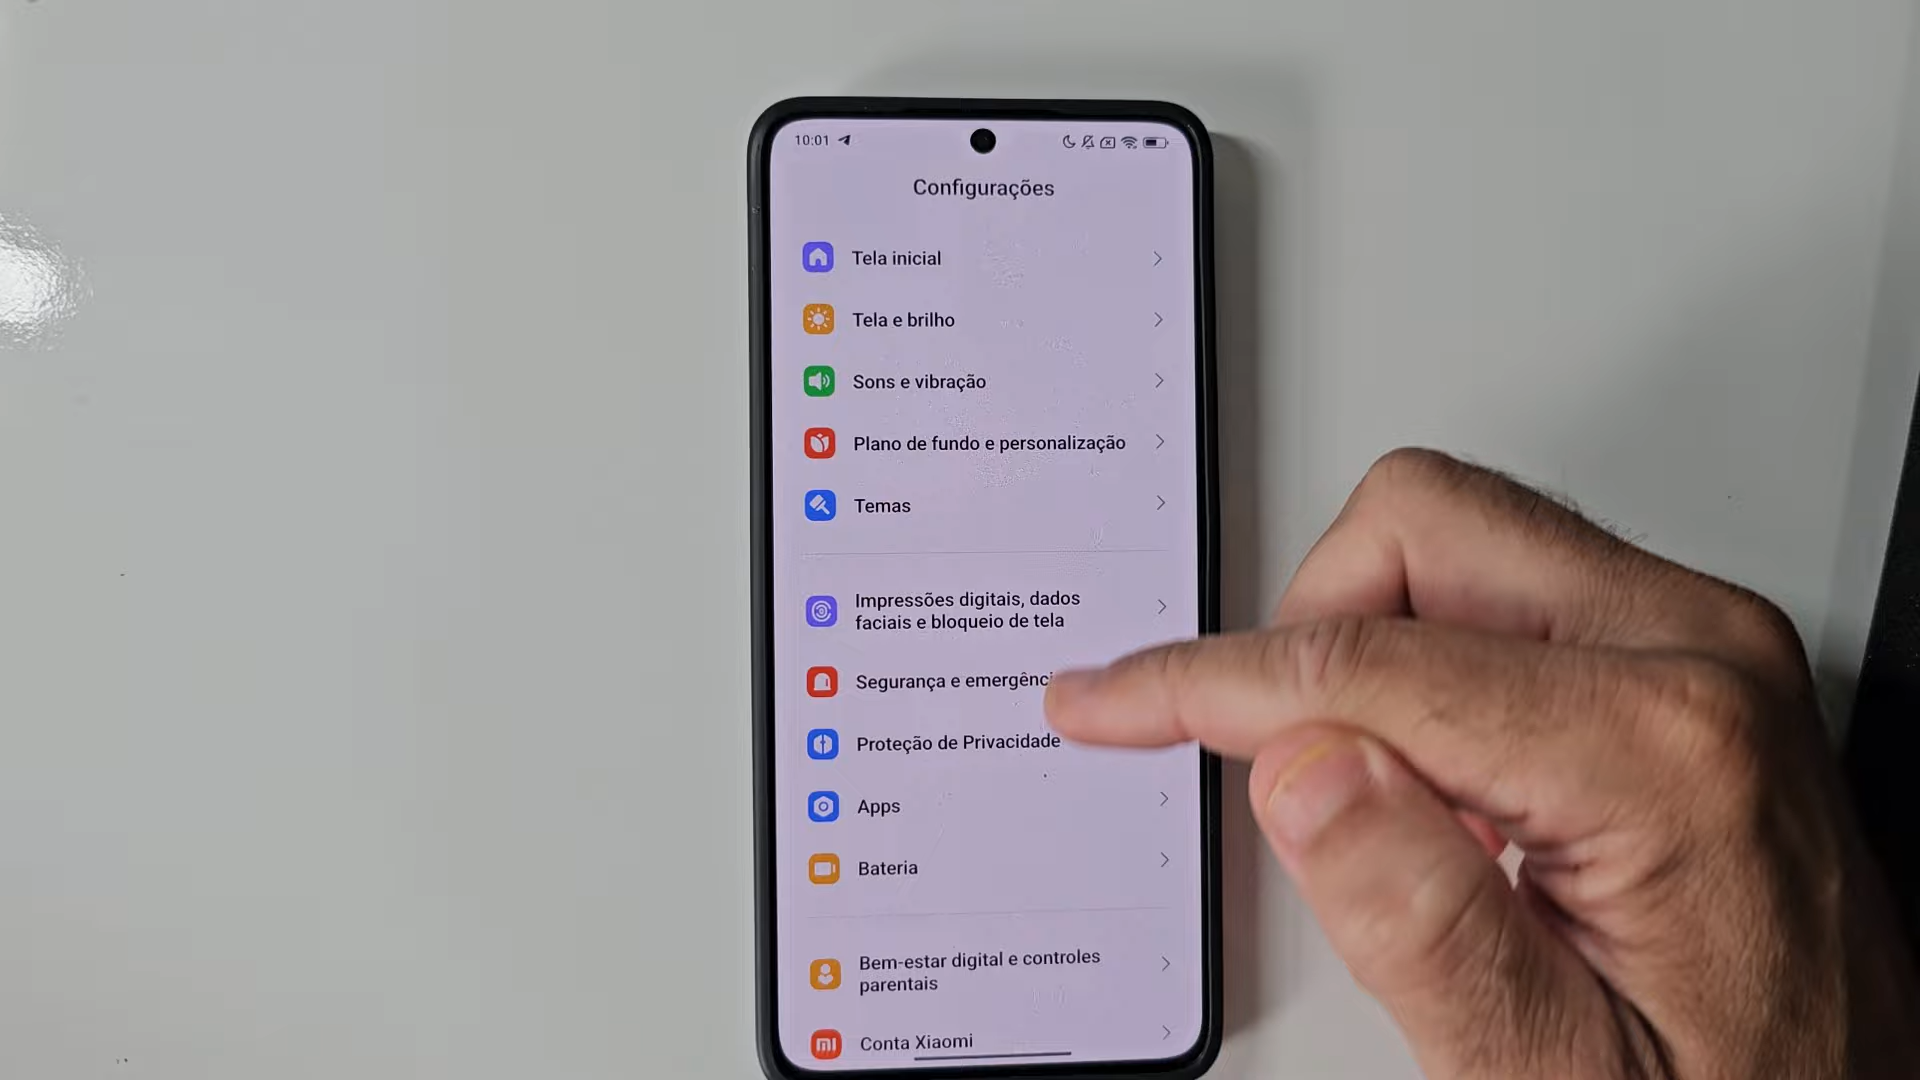 10:01
Configurações
Tela inicial
Tela e brilho
Sons e vibração
Plano de fundo e personalização
Temas
Impressões digitais, dados
faciais e bloqueio de tela
Segurança e
Proteção de Privacidade
Apps
Bateria
Bem-estar digital e controles
parentais
mi
Conta Xiaomi